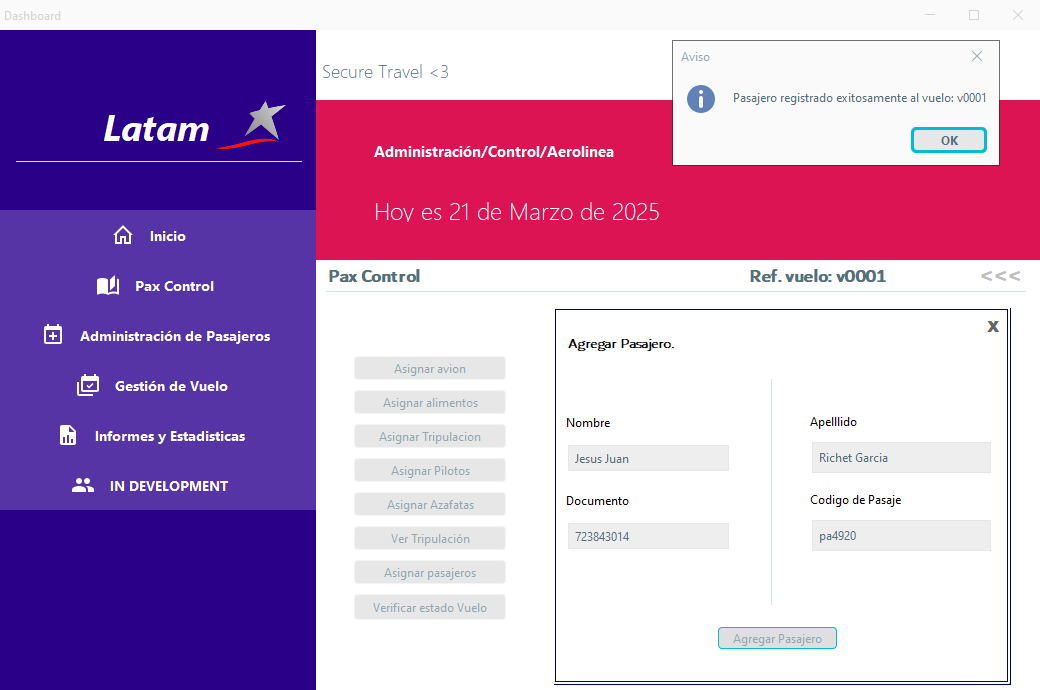 Dashboard
Secure Travel <3
Aviso
Pasajero registrado exitosamente al vuelo: v0001
OK
Latam
Administración/Control/Aerolinea
Hoy es 21 de Marzo de 2025
Inicio
Pax Control
Administración de Pasajeros
Gestión de Vuelo
Informes y Estadisticas
IN DEVELOPMENT
Pax Control
Ref. vuelo: v0001
<<<
Asignar avion
Asignar alimentos
Asignar Tripulacion
Asignar Pilotos
Asignar Azafatas
Ver Tripulación
Asignar pasajeros
Verificar estado Vuelo
X
Agregar Pasajero.
Nombre
Jesus Juan
Apelllido
Richet Garcia
Documento
723843014
Codigo de Pasaje
pa4920
Agregar Pasajero